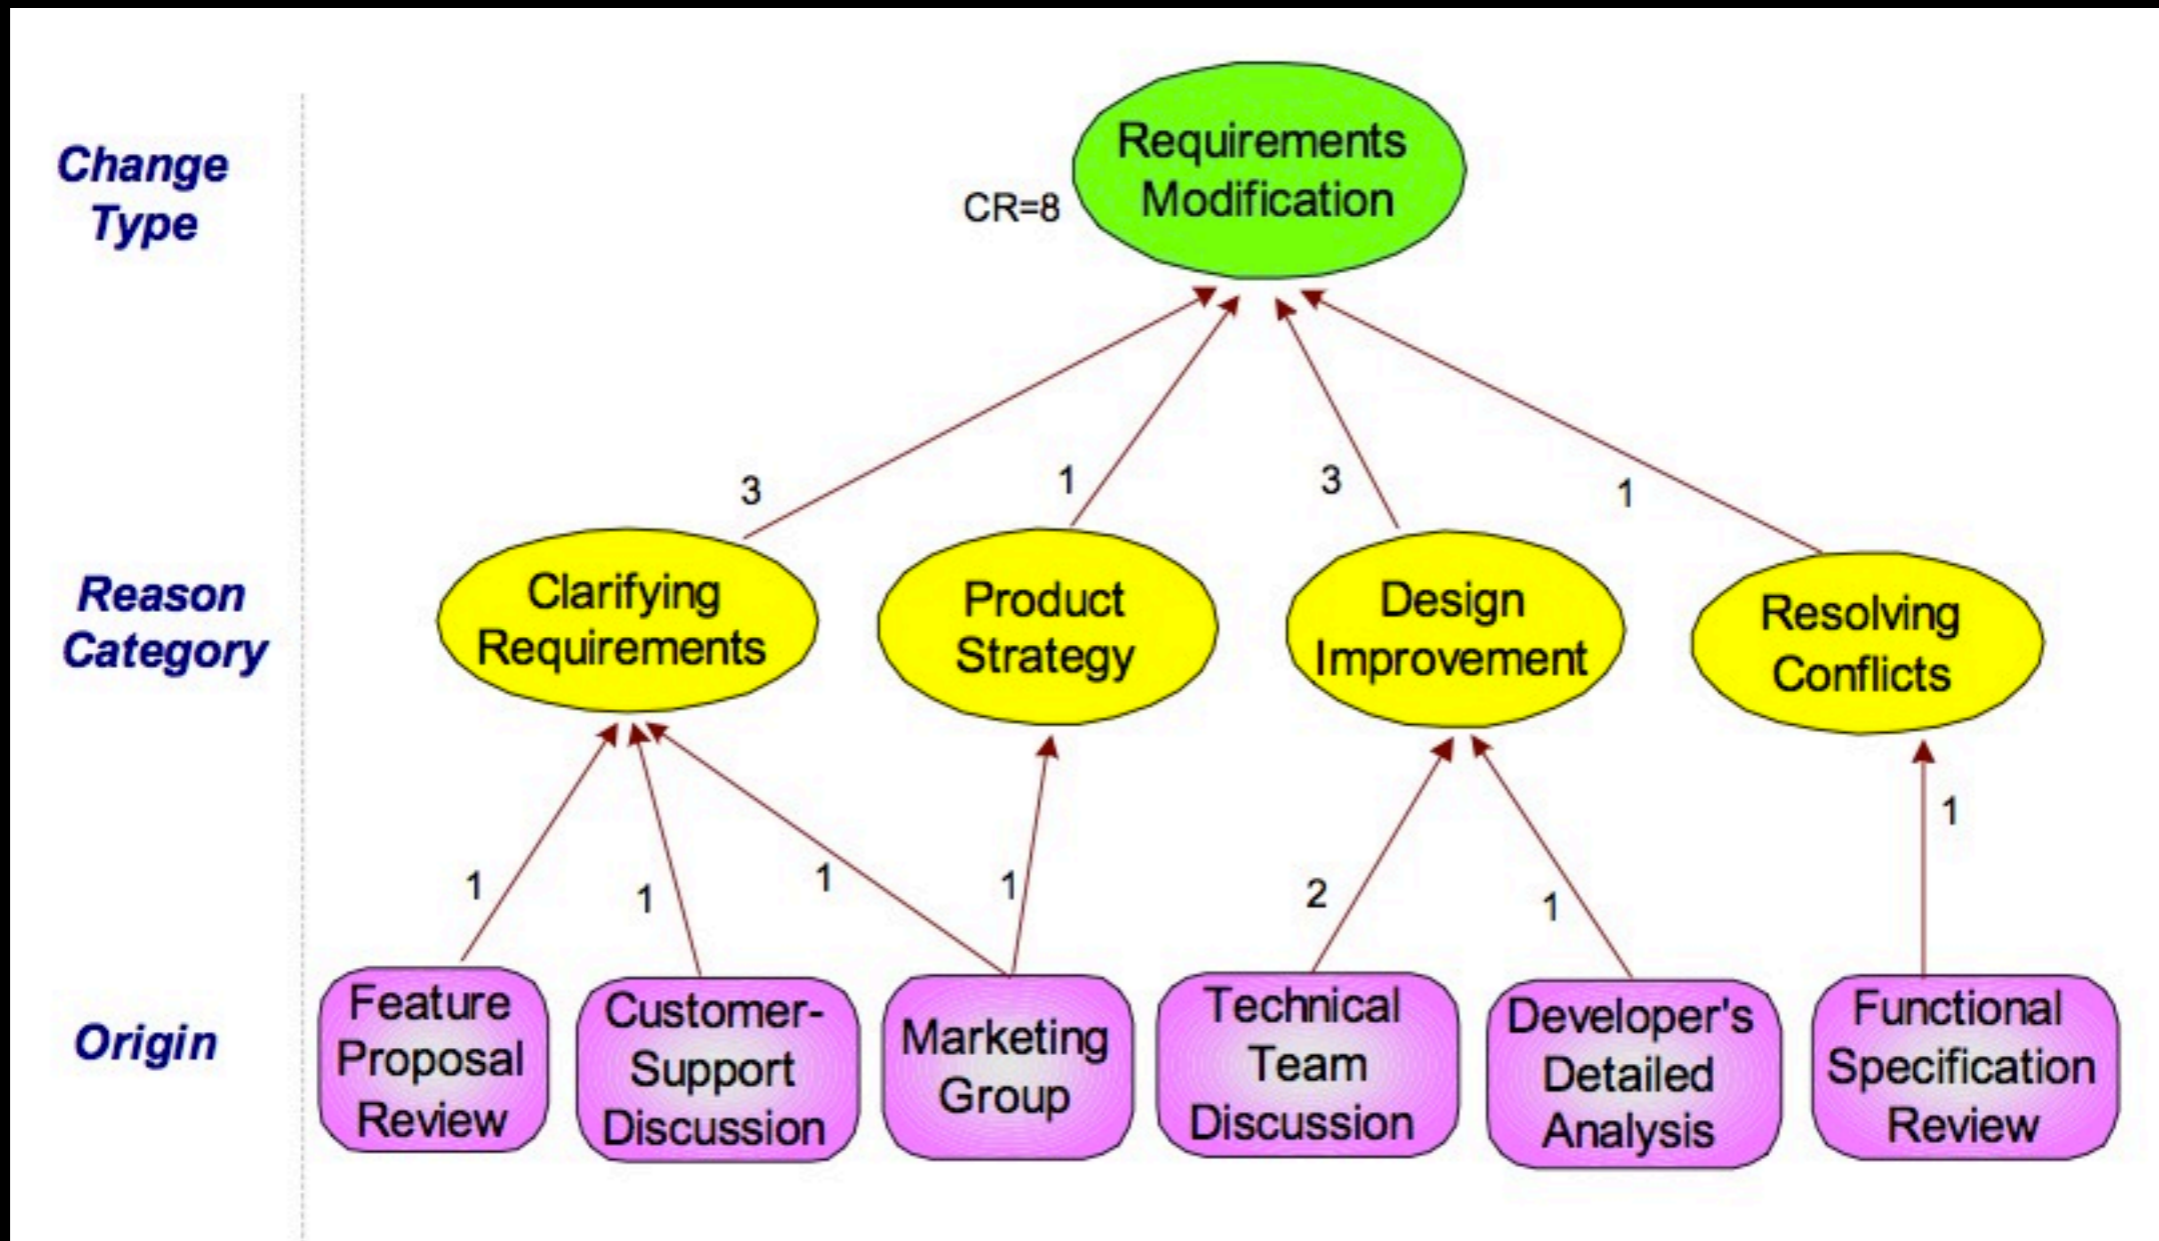 Change
Type
CR=8
Requirements
Modification
3
1
3
1
Reason
Category
Clarifying
Requirements
Product
Strategy
Design
Improvement
Resolving
Conflicts
1
1
1
1
2
1
1
Origin
Feature
Proposal
Review
Customer-
Support
Discussion
Marketing
Group
Technical
Team
Discussion
Developer's
Detailed
Analysis
Functional
Specification
Review